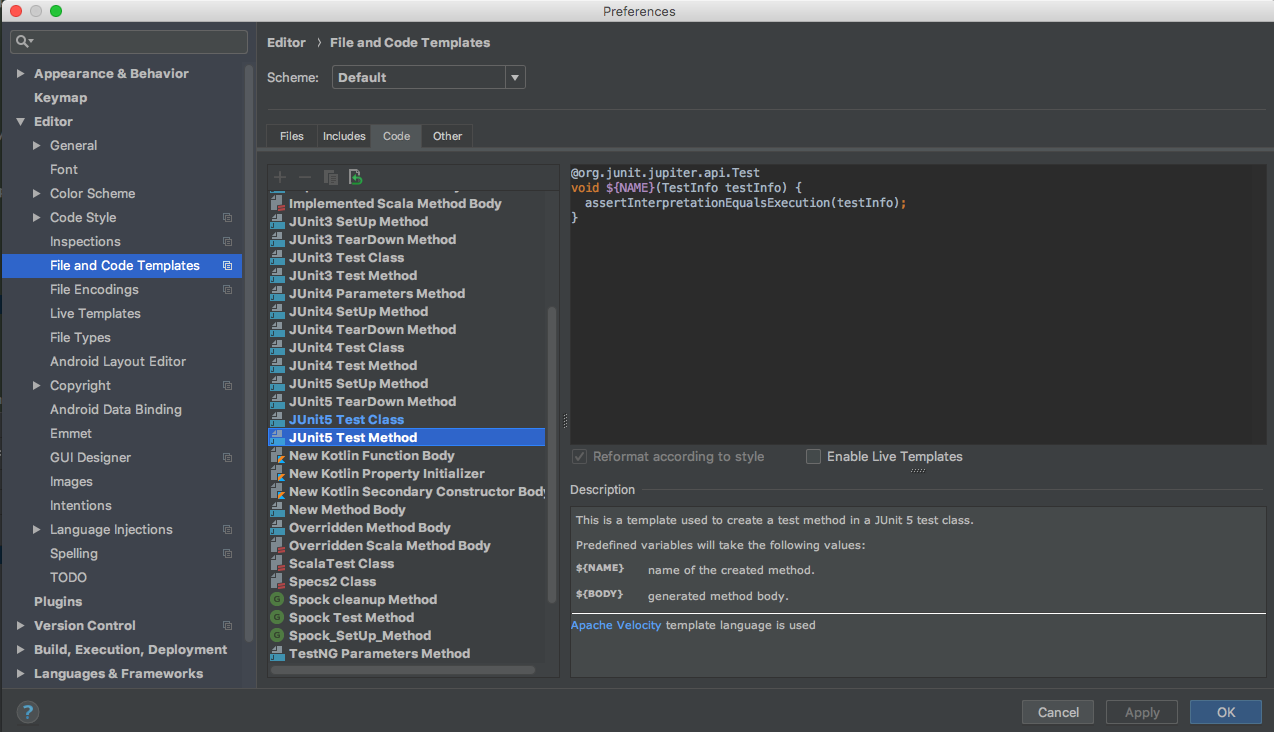 Preferences
Appearance & Behavior
Keymap
Editor
General
Font
Color Scheme
Code Style
Inspections
File and Code Templates
File Encodings
Live Templates
File Types
Android Layout Editor
Copyright
Android Data Binding
Emmet
GUI Designer
Images
Intentions
Language Injections
Spelling
TODO
Plugins
Version Control
Build, Execution, Deployment
Languages & Frameworks
Editor › File and Code Templates
Scheme: Default
Files Includes Code Other
Implemented Scala Method Body
JUnit3 SetUp Method
JUnit3 TearDown Method
JUnit3 Test Class
JUnit3 Test Method
JUnit4 Parameters Method
JUnit4 SetUp Method
JUnit4 TearDown Method
JUnit4 Test Class
JUnit4 Test Method
JUnit5 SetUp Method
JUnit5 TearDown Method
JUnit5 Test Class
JUnit5 Test Method
New Kotlin Function Body
New Kotlin Property Initializer
New Kotlin Secondary Constructor Body
New Method Body
Overridden Method Body
Overridden Scala Method Body
ScalaTest Class
Specs2 Class
Spock cleanup Method
Spock Test Method
Spock_SetUp_Method
TestNG Parameters Method
@org.junit.jupiter.api.Test
void ${NAME}(TestInfo testInfo) {
  assertInterpretationEqualsExecution(testInfo);
}
Reformat according to style Enable Live Templates
Description
This is a template used to create a test method in a JUnit 5 test class.
Predefined variables will take the following values:
${NAME} name of the created method.
${BODY} generated method body.
Apache Velocity template language is used
? Cancel Apply OK